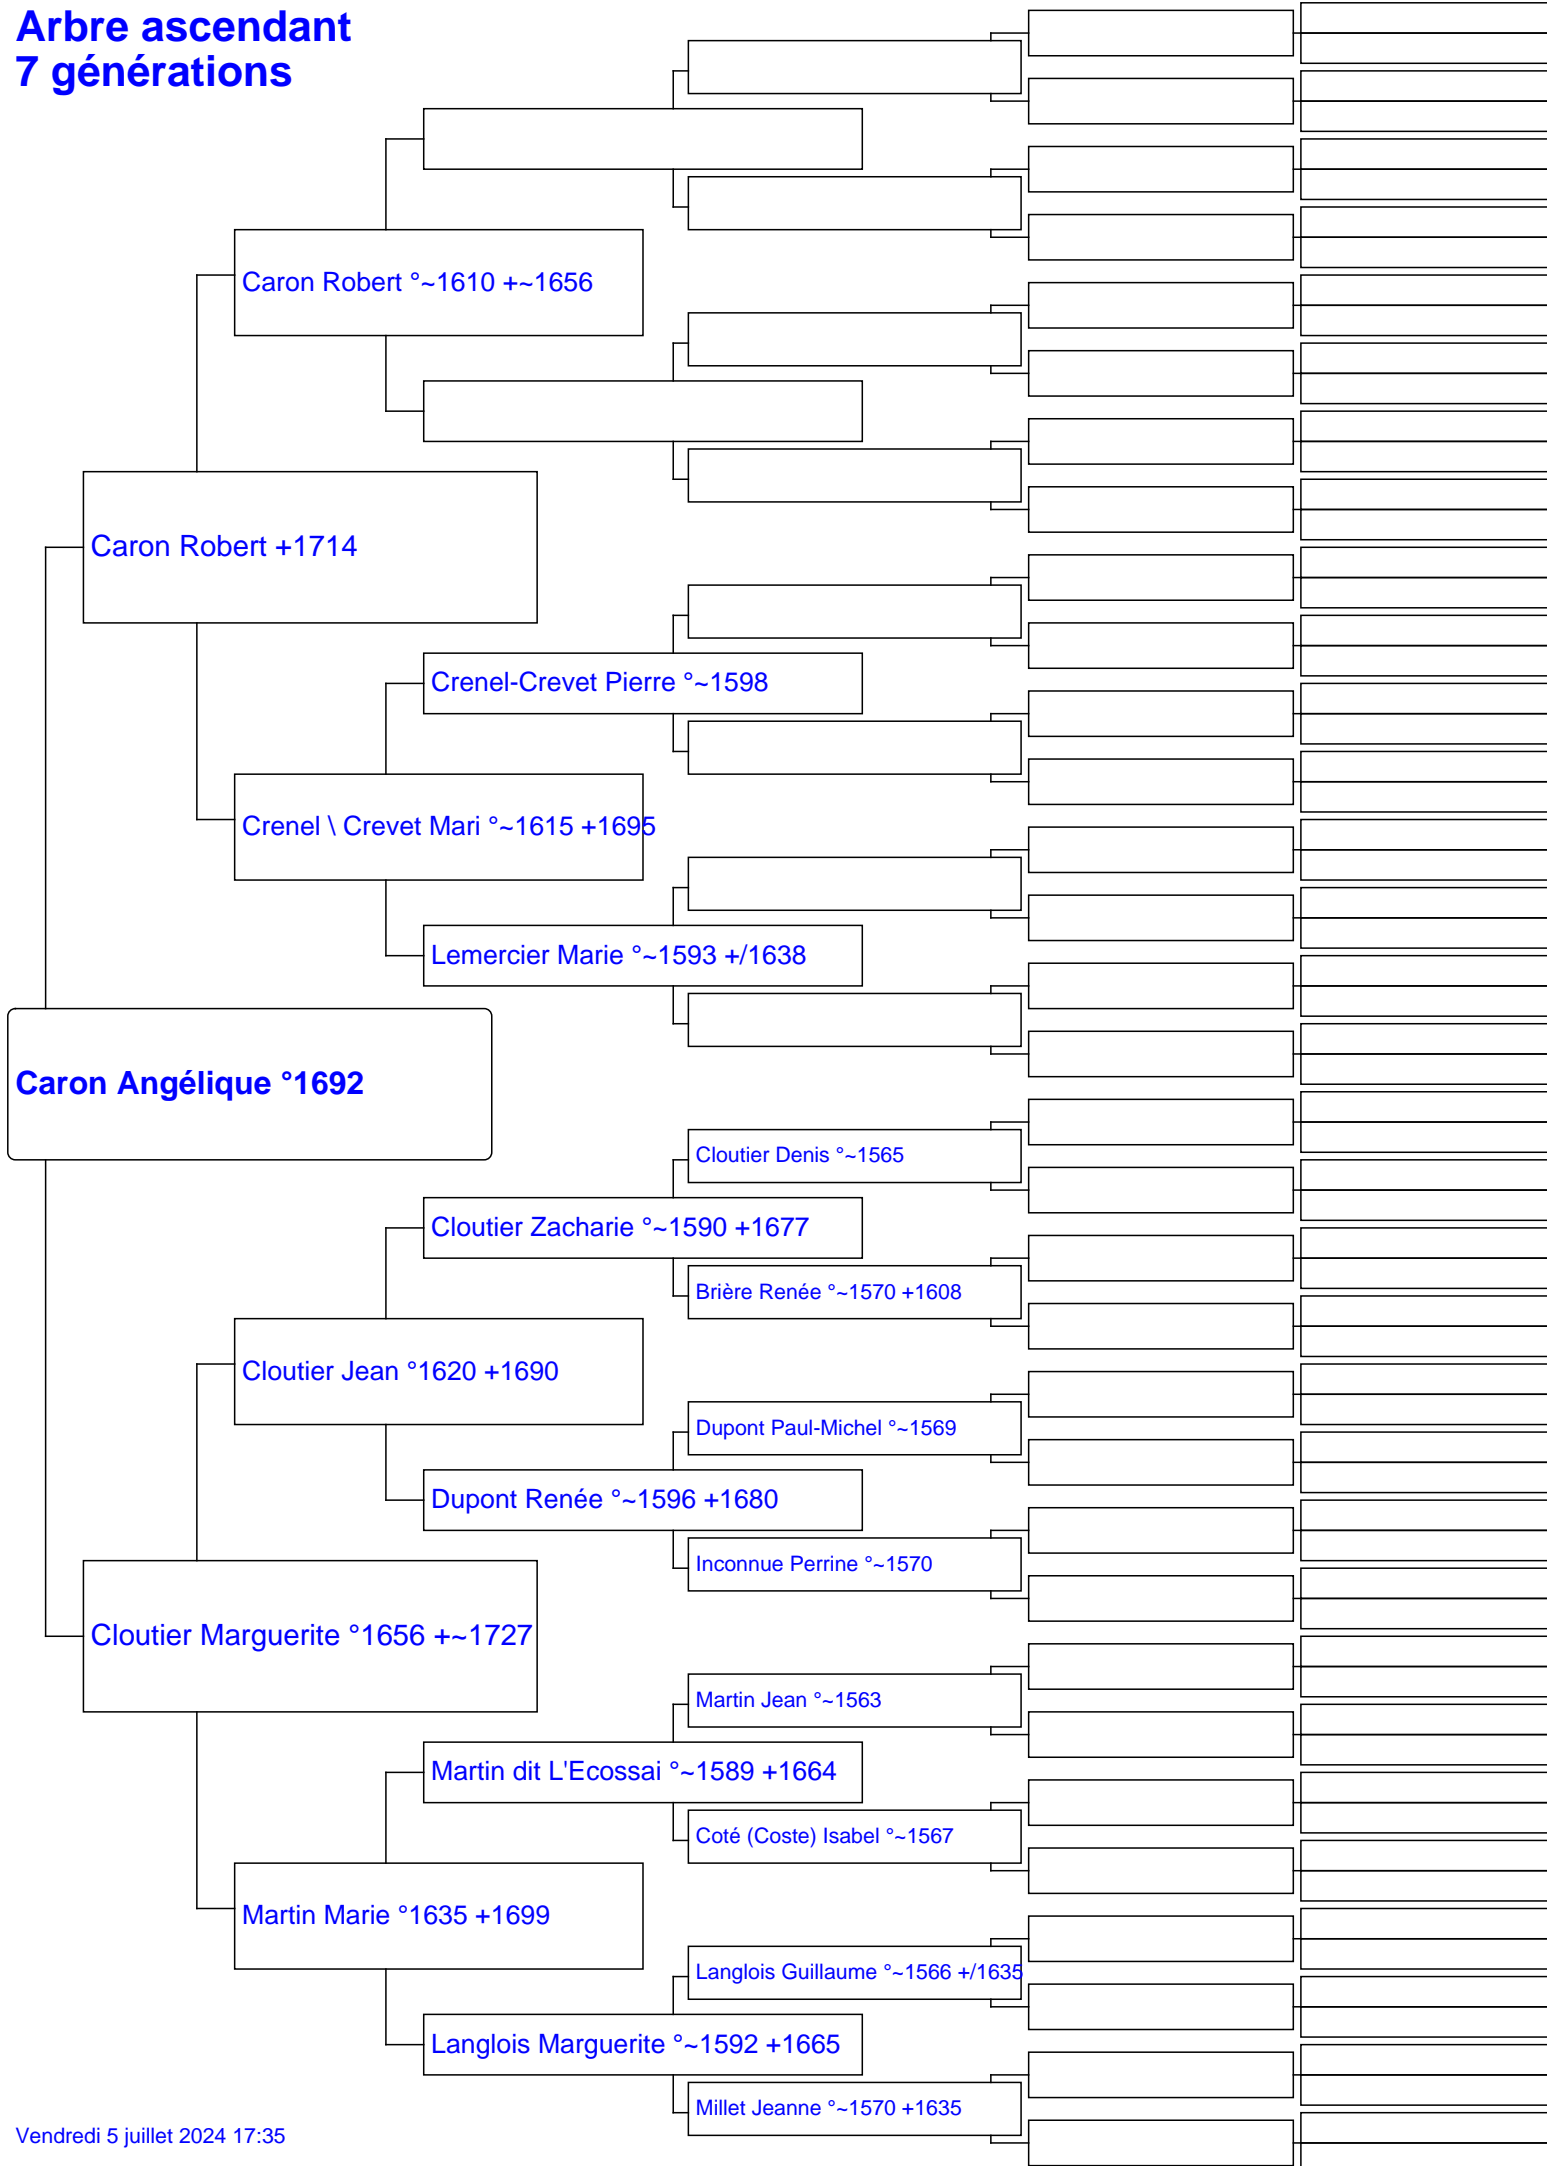 Arbre ascendant
7 générations
Caron Robert °~1610 +~1656
Caron Robert +1714
Crenel-Crevet Pierre °~1598
Crenel \ Crevet Mari °~1615 +1695
Lemercier Marie °~1593 +/1638
Caron Angélique °1692
Cloutier Denis °~1565
Cloutier Zacharie °~1590 +1677
Brière Renée °~1570 +1608
Cloutier Jean °1620 +1690
Dupont Paul-Michel °~1569
Dupont Renée °~1596 +1680
Inconnue Perrine °~1570
Cloutier Marguerite °1656 +~1727
Martin Jean °~1563
Martin dit L'Ecossai °~1589 +1664
Coté (Coste) Isabel °~1567
Martin Marie °1635 +1699
Langlois Guillaume °~1566 +/1635
Langlois Marguerite °~1592 +1665
Millet Jeanne °~1570 +1635
Vendredi 5 juillet 2024 17:35